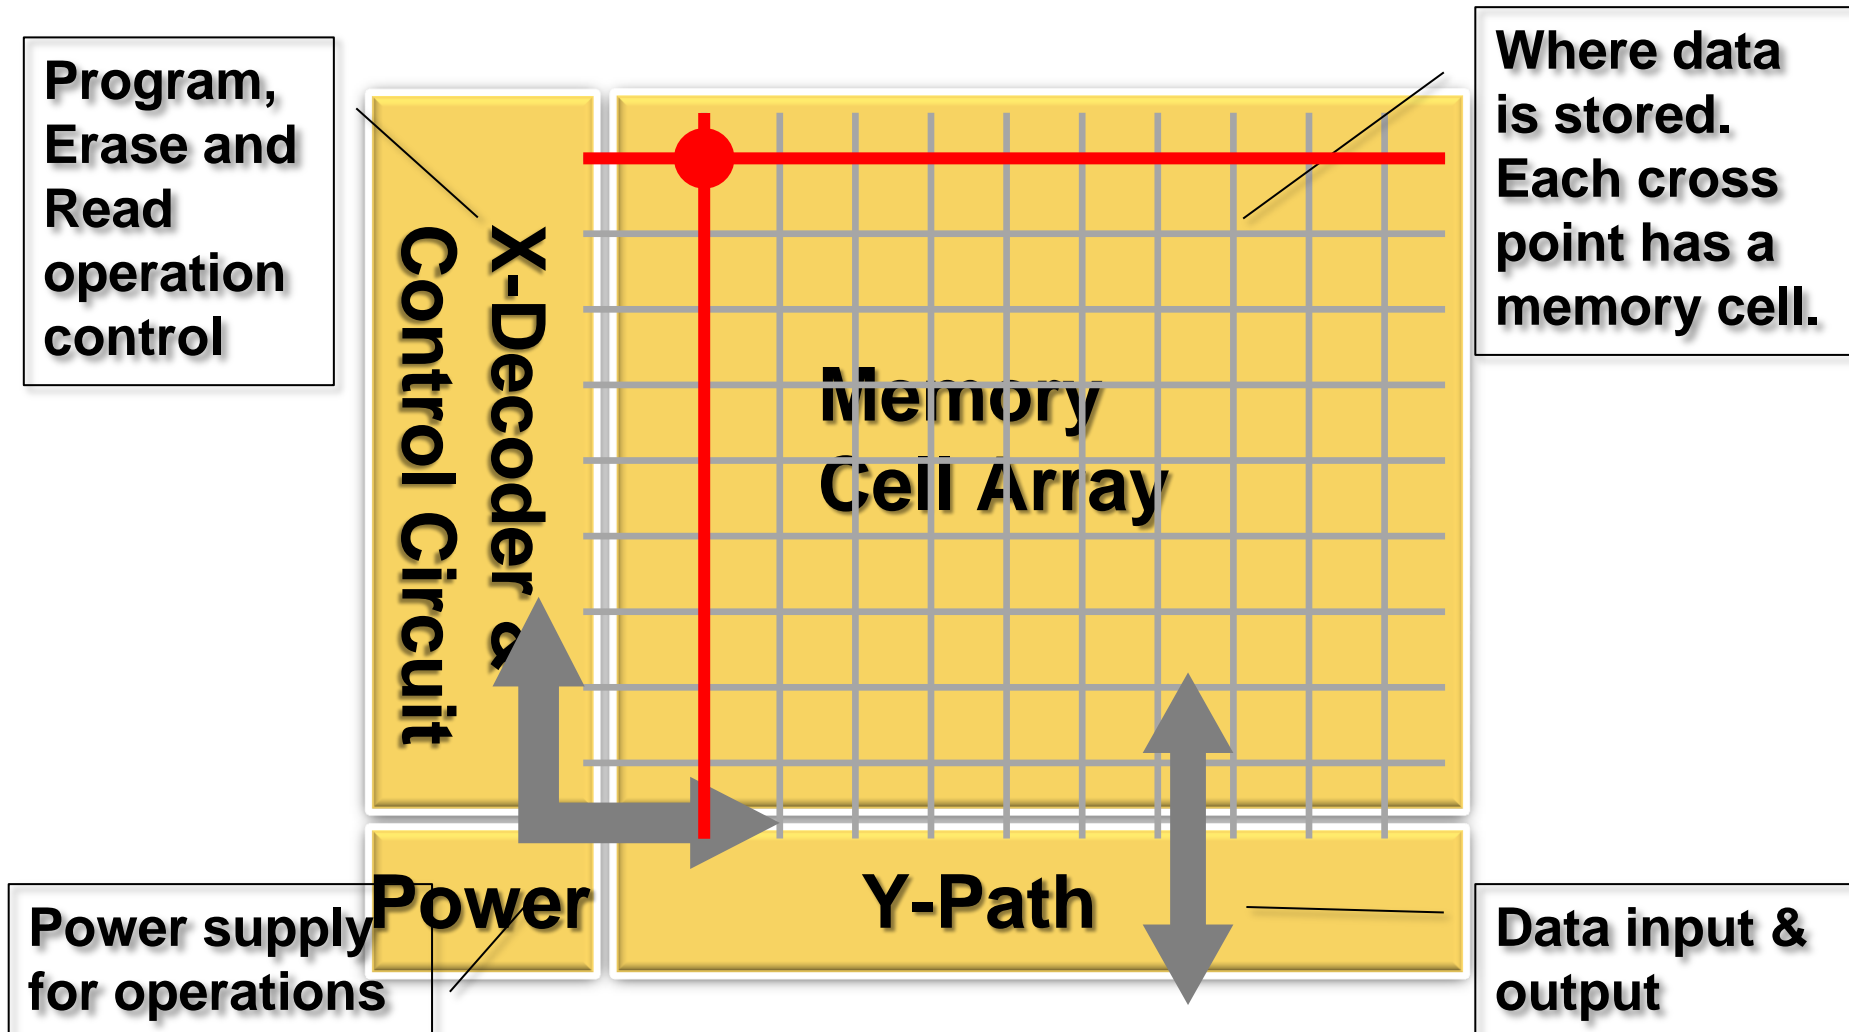 Program,
Erase and
Read
operation
control
X-Decoder &
Control Circuit
Where data
is stored.
Each cross
point has a
memory cell.
Memory
Cell Array
Power supply
for operations
Power
Y-Path
Data input &
output